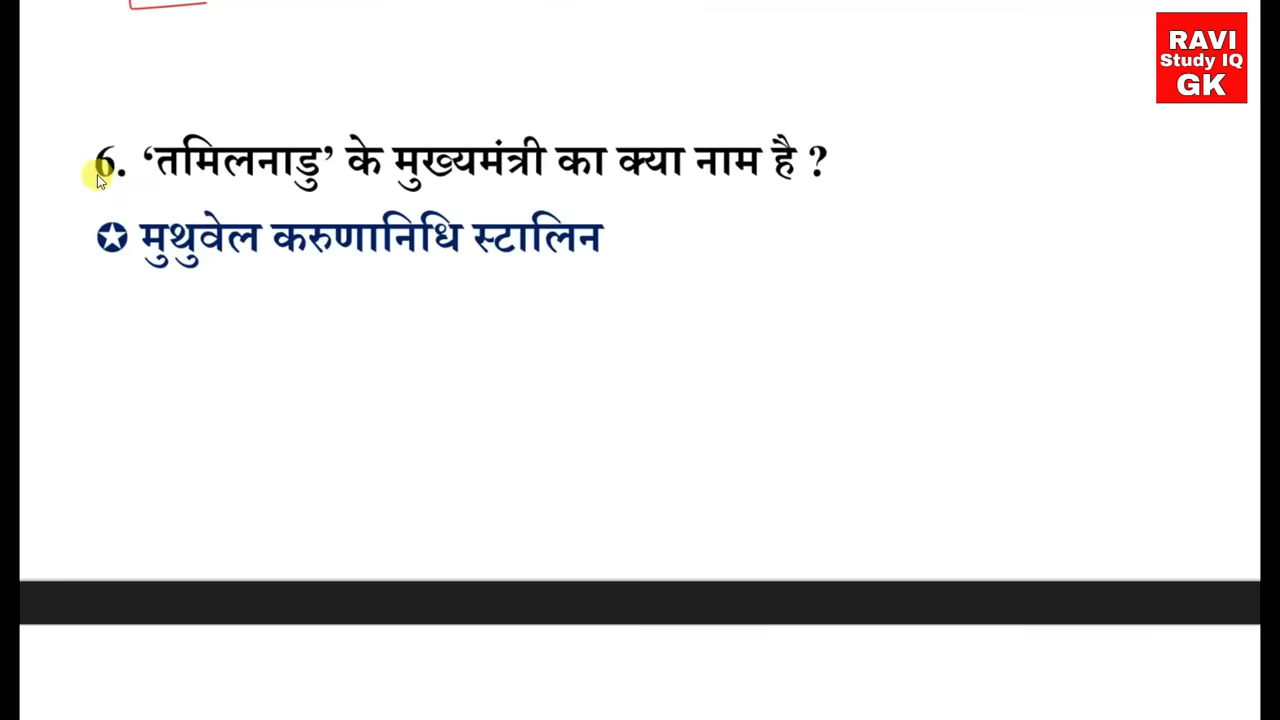 RAVI
Study IQ
GK
6. ‘तमिलनाडु’ के मुख्यमंत्री का क्या नाम है ?
✪ मुथुवेल करुणानिधि स्टालिन